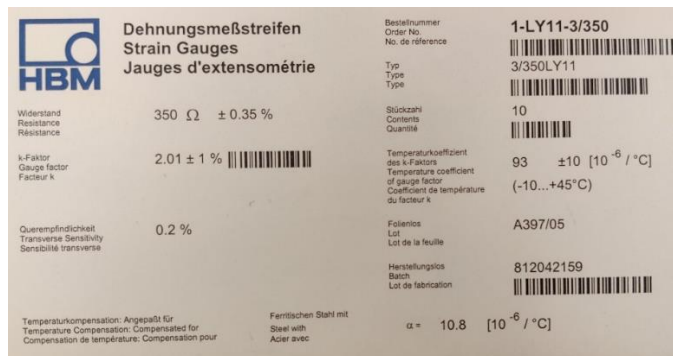 HBM
Dehnungsmeßstreifen
Strain Gauges
Jauges d'extensométrie
Bestellnummer
Order No.
No. de réference
1-LY11-3/350
Typ
Type
Type
3/350LY11
Widerstand
Resistance
Résistance
350 Ω ± 0.35 %
Stückzahl
Contents
Quantité
10
k-Faktor
Gauge factor
Facteur k
2.01 ± 1 %
Temperaturkoeffizient
des k-Faktors
Temperature coefficient
of gauge factor
Coefficient de température
du facteur k
93 ±10 [10⁻⁶ / °C]
(-10...+45°C)
Querempfindlichkeit
Transverse Sensitivity
Sensibilité transverse
0.2 %
Folienlos
Lot
Lot de la feuille
A397/05
Herstellungslos
Batch
Lot de fabrication
812042159
Temperaturkompensation: Angepaßt für
Temperature Compensation: Compensated for
Compensation de température: Compensation pour
Ferritischen Stahl mit
Steel with
Acier avec
α = 10.8 [10⁻⁶ / °C]